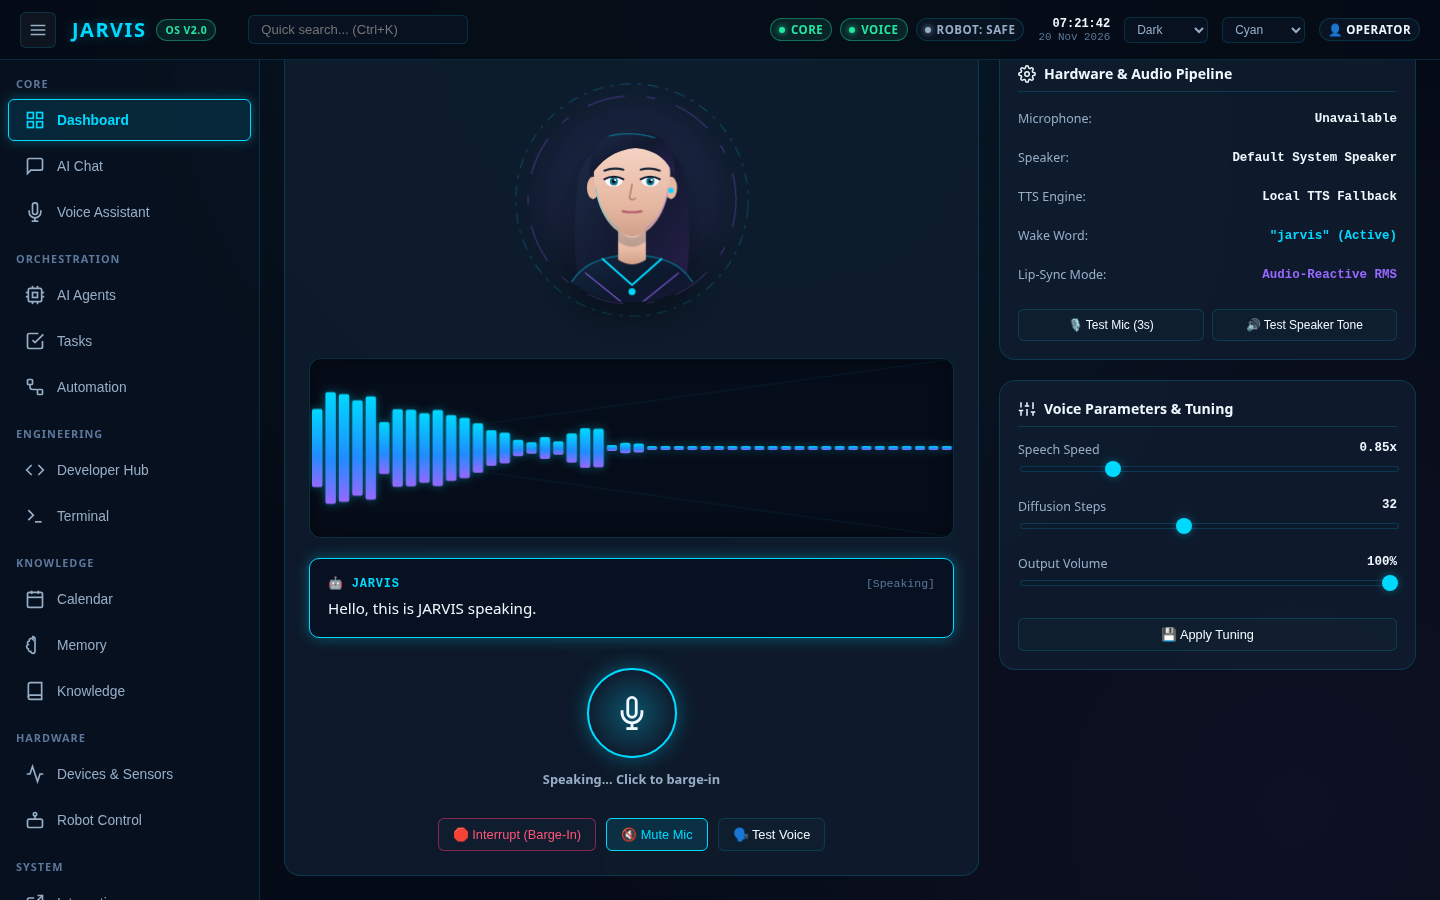 JARVIS
OS V2.0
Quick search... (Ctrl+K)
CORE
VOICE
ROBOT: SAFE
07:21:42
20 Nov 2026
Dark
Cyan
OPERATOR
CORE
Dashboard
AI Chat
Voice Assistant
ORCHESTRATION
AI Agents
Tasks
Automation
ENGINEERING
Developer Hub
Terminal
KNOWLEDGE
Calendar
Memory
Knowledge
HARDWARE
Devices & Sensors
Robot Control
SYSTEM
JARVIS
[Speaking]
Hello, this is JARVIS speaking.
Speaking... Click to barge-in
Interrupt (Barge-In)
Mute Mic
Test Voice
Hardware & Audio Pipeline
Microphone: Unavailable
Speaker: Default System Speaker
TTS Engine: Local TTS Fallback
Wake Word: "jarvis" (Active)
Lip-Sync Mode: Audio-Reactive RMS
Test Mic (3s)
Test Speaker Tone
Voice Parameters & Tuning
Speech Speed 0.85x
Diffusion Steps 32
Output Volume 100%
Apply Tuning